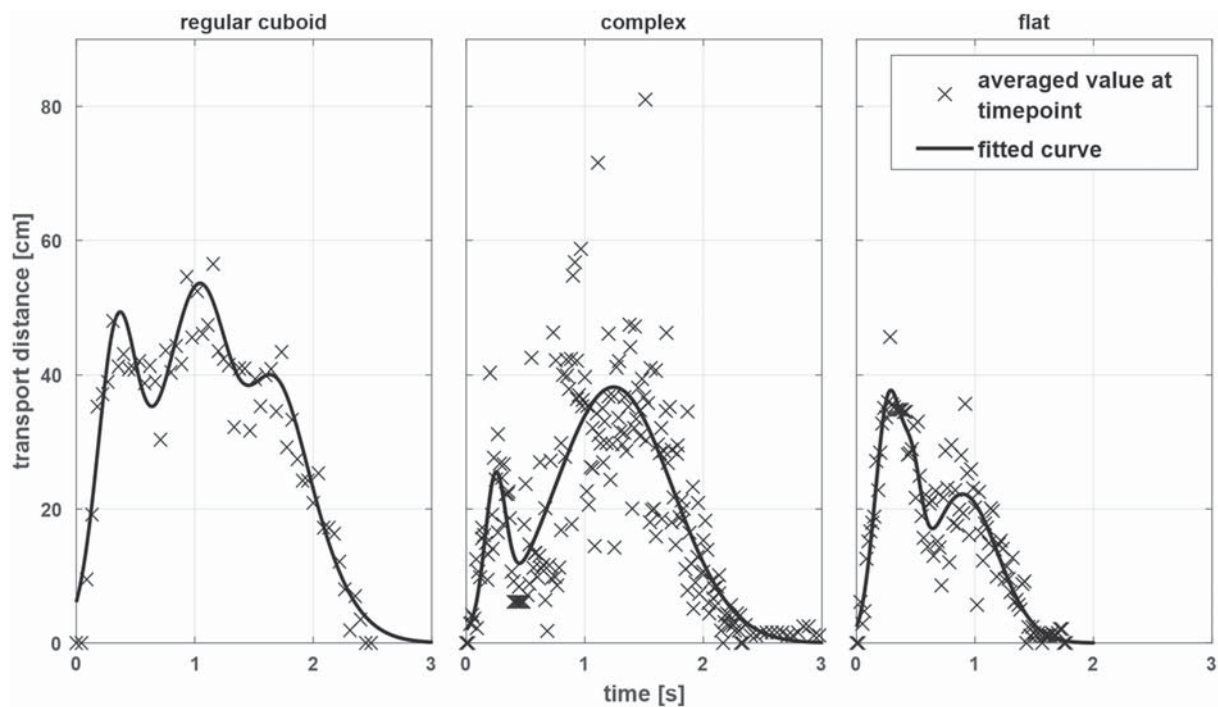 regular cuboid
complex
flat
averaged value at
timepoint
fitted curve
transport distance [cm]
80
60
40
20
0
0 1 2 3
0 1 2 3
0 1 2 3
time [s]